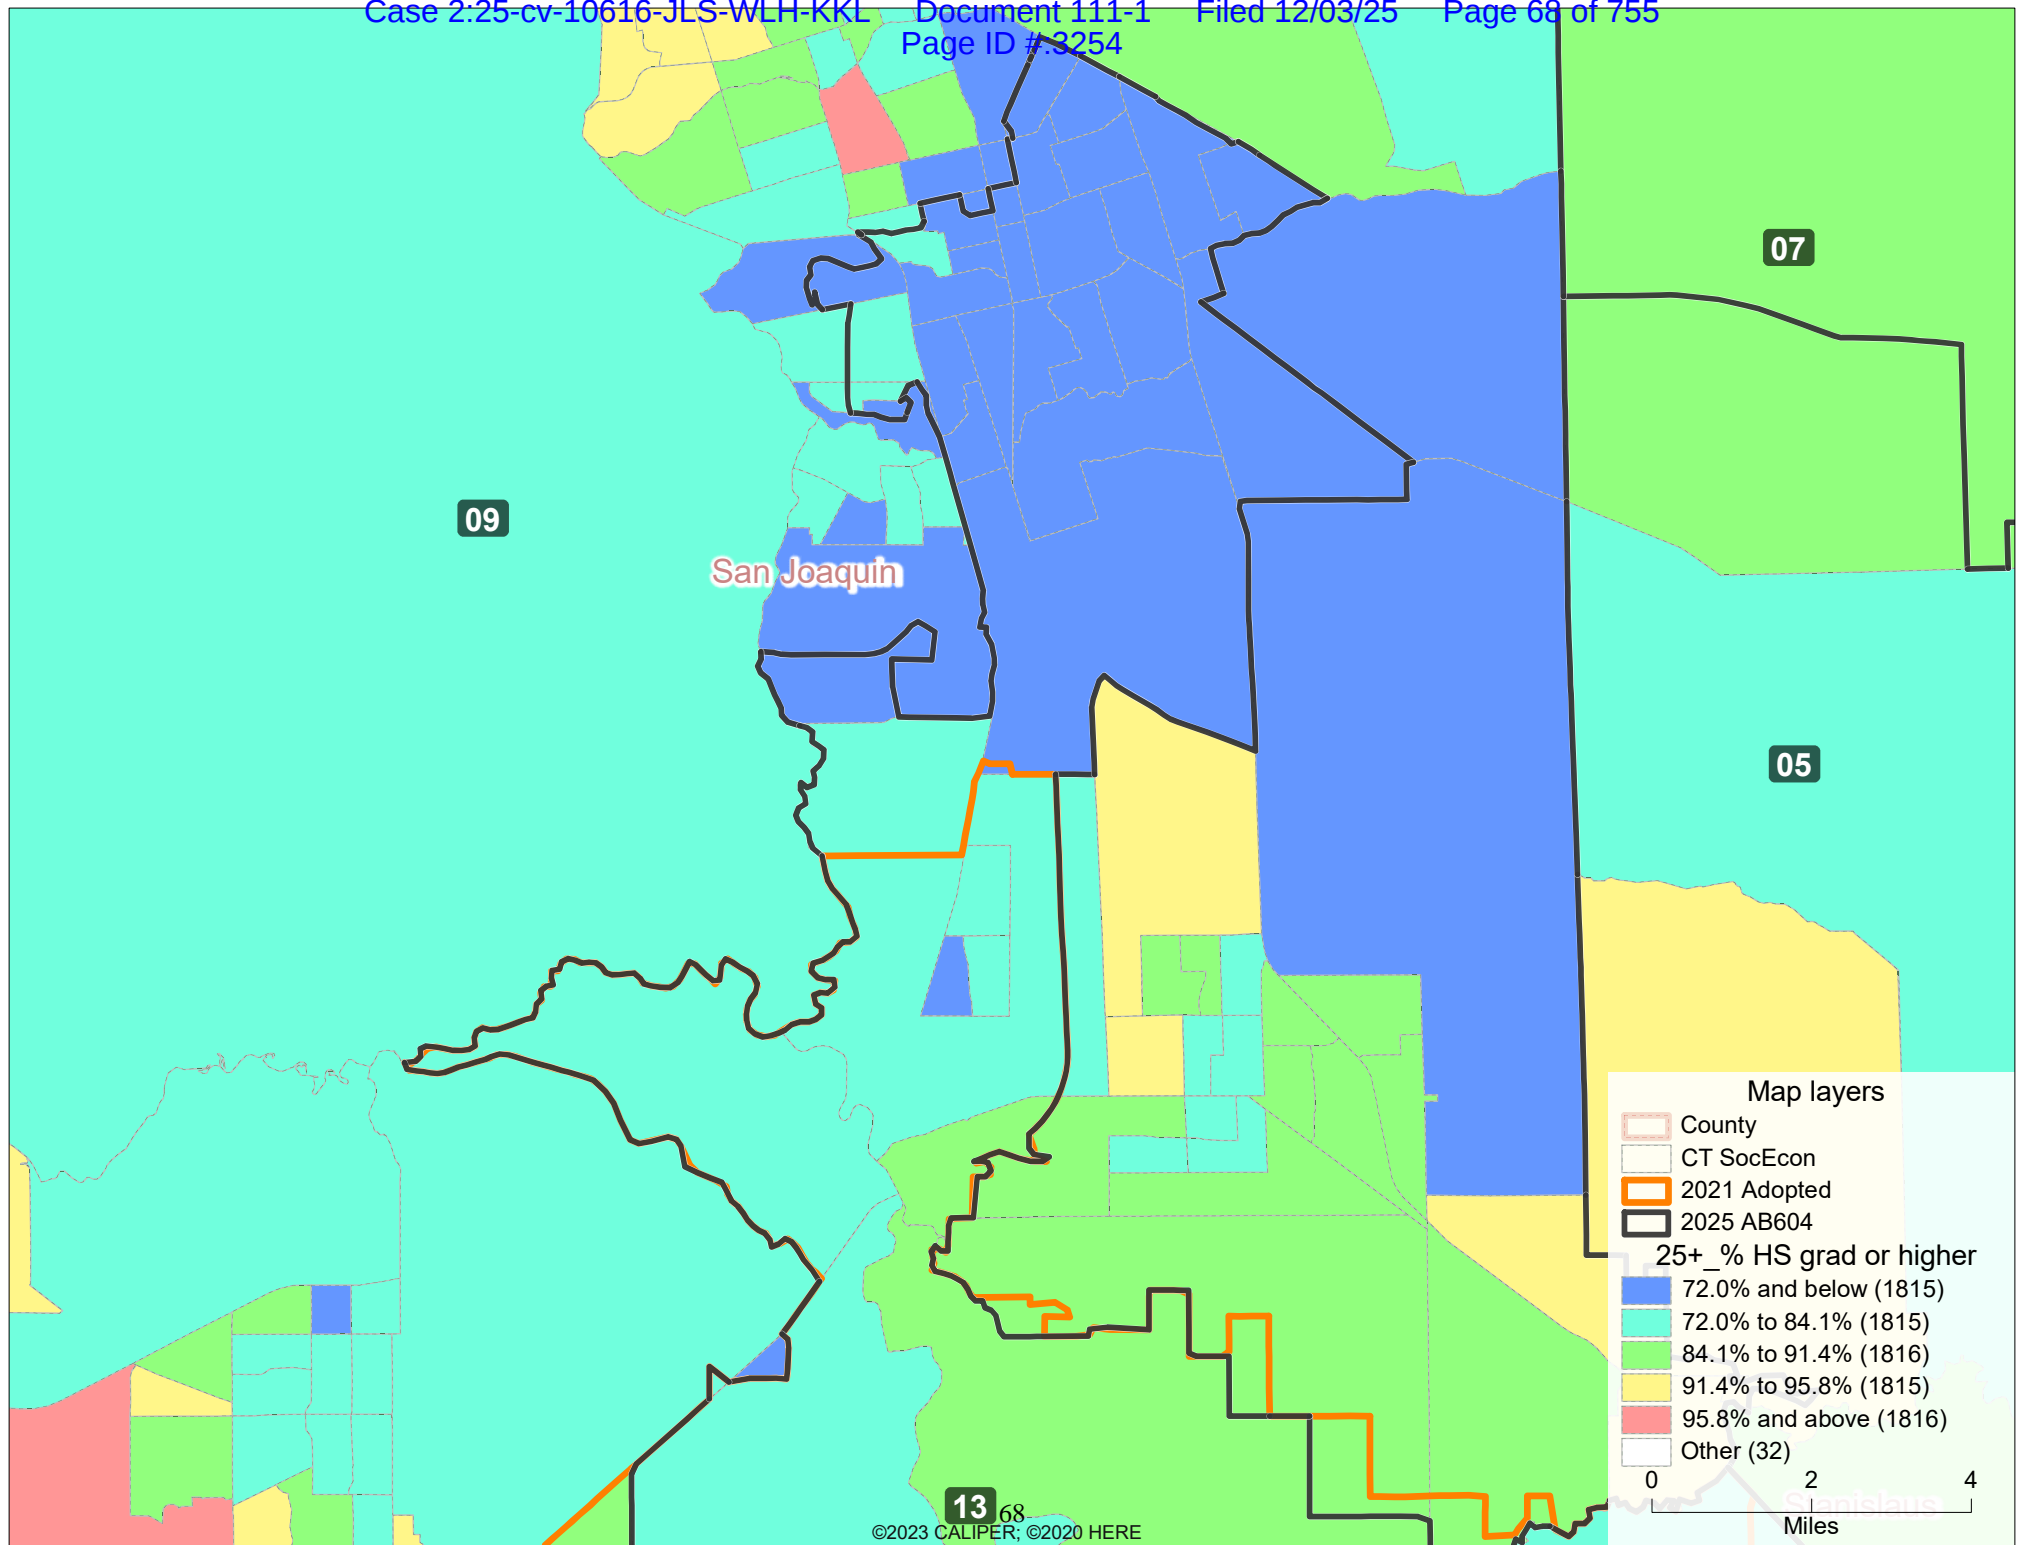 Case 2:25-cv-10616-JLS-WLH-KKL Document 111-1 Filed 12/03/25 Page 68 of 755
Page ID #:3254
07
09
San Joaquin
05
Map layers
County
CT SocEcon
2021 Adopted
2025 AB604
25+_% HS grad or higher
72.0% and below (1815)
72.0% to 84.1% (1815)
84.1% to 91.4% (1816)
91.4% to 95.8% (1815)
95.8% and above (1816)
Other (32)
0 2 4
Miles
Stanislaus
13 68
©2023 CALIPER; ©2020 HERE